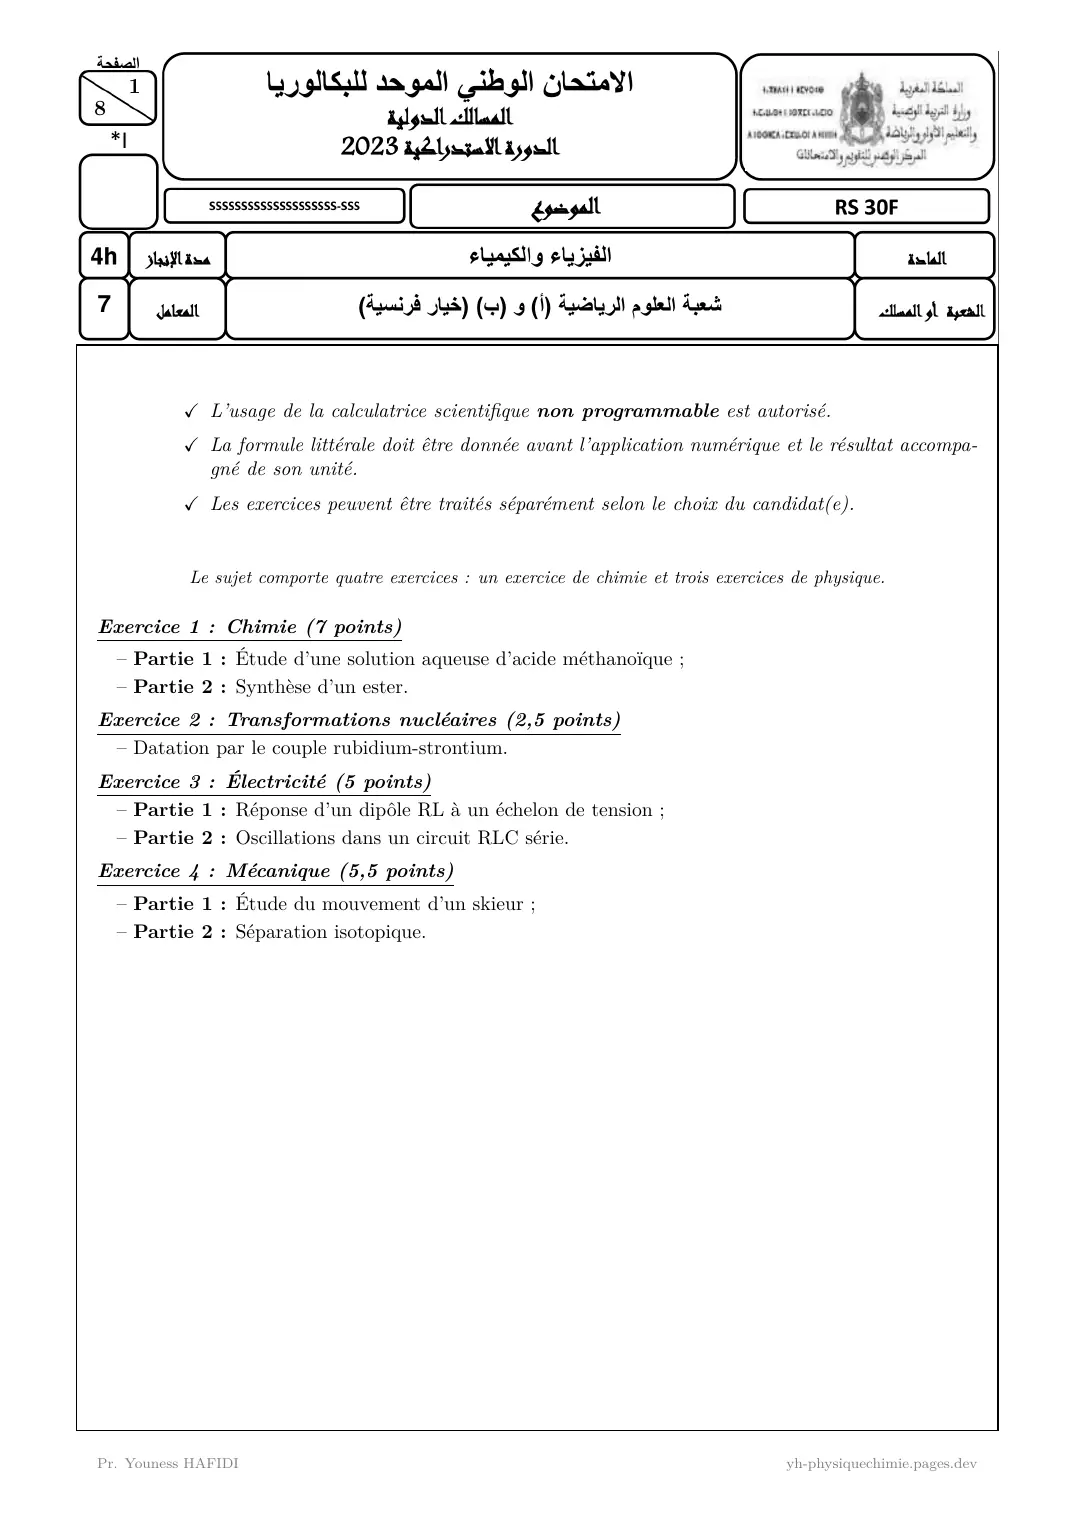 الصفحة
1
8
*I
الامتحان الوطني الموحد للبكالوريا
المسالك الدولية
الدورة الاستدراكية 2023
المملكة المغربية
وزارة التربية الوطنية
والتعليم الأولي والرياضة
المركز الوطني للتقويم والامتحانات
ssssssssssssssssssss-sss
الموضوع
RS 30F
4h
مدة الإنجاز
الفيزياء والكيمياء
المادة
7
المعامل
شعبة العلوم الرياضية (أ) و (ب) (خيار فرنسية)
الشعبة أو المسلك
✓ L'usage de la calculatrice scientifique non programmable est autorisé.
✓ La formule littérale doit être donnée avant l'application numérique et le résultat accompa-
gné de son unité.
✓ Les exercices peuvent être traités séparément selon le choix du candidat(e).
Le sujet comporte quatre exercices : un exercice de chimie et trois exercices de physique.
Exercice 1 : Chimie (7 points)
– Partie 1 : Étude d'une solution aqueuse d'acide méthanoïque ;
– Partie 2 : Synthèse d'un ester.
Exercice 2 : Transformations nucléaires (2,5 points)
– Datation par le couple rubidium-strontium.
Exercice 3 : Électricité (5 points)
– Partie 1 : Réponse d'un dipôle RL à un échelon de tension ;
– Partie 2 : Oscillations dans un circuit RLC série.
Exercice 4 : Mécanique (5,5 points)
– Partie 1 : Étude du mouvement d'un skieur ;
– Partie 2 : Séparation isotopique.
Pr. Youness HAFIDI
yh-physiquechimie.pages.dev